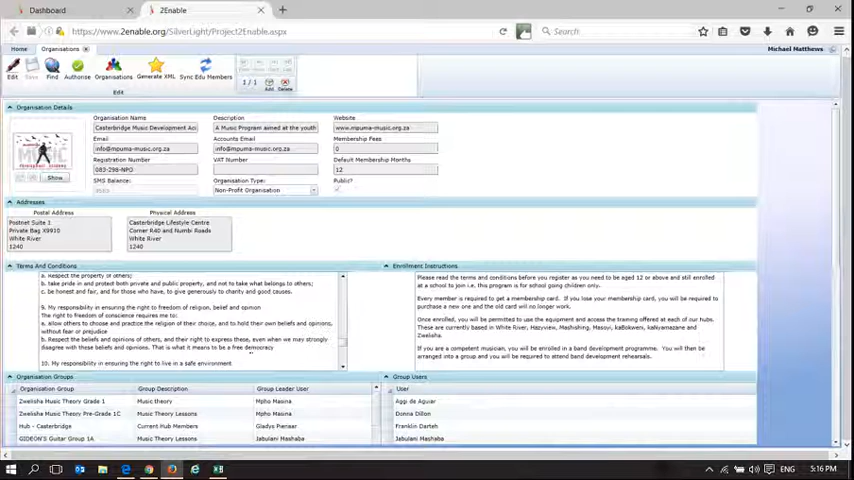 Dashboard
2Enable
www.2enable.org/SilverLight/Project2Enable.aspx
Search
Home
Organisations
Michael Matthews
Edit
Save
Find
Authorise
Organisations
Generate XML
Sync Edu Members
1 / 1
Add
Delete
Edit
Organisation Details
Organisation Name
Description
Website
Casterbridge Music Development Aca
A Music Program aimed at the youth
www.mpuma-music.org.za
Email
Accounts Email
Membership Fees
info@mpuma-music.org.za
info@mpuma-music.org.za
0
Registration Number
VAT Number
Default Membership Months
083-298-NPO
12
SMS Balance:
Organisation Type:
Public?
Non-Profit Organisation
MUSIC
Show
Addresses
Postal Address
Physical Address
Postnet Suite 1
Private Bag X9910
White River
1240
Casterbridge Lifestyle Centre
Corner R40 and Numbi Roads
White River
1240
Terms And Conditions
Enrollment Instructions
a. Respect the property of others;
b. take pride in and protect both private and public property, and not to take what belongs to others;
c. be honest and fair, and for those who have, to give generously to charity and good causes.
9. My responsibility in ensuring the right to freedom of religion, belief and opinion
The right to freedom of conscience requires me to:
a. allow others to choose and practice the religion of their choice, and to hold their own beliefs and opinions,
without fear or prejudice
b. Respect the beliefs and opinions of others, and their right to express these, even when we may strongly
disagree with these beliefs and opinions. That is what it means to be a free democracy
10. My responsibility in ensuring the right to live in a safe environment
Please read the terms and conditions before you register as you need to be aged 12 or above and still enrolled
at a school to join i.e. this program is for school going children only.
Every member is required to get a membership card. If you lose your membership card, you will be required to
purchase a new one and the old card will no longer work.
Once enrolled, you will be permitted to use the equipment and access the training offered at each of our hubs.
These are currently based in White River, Hazyview, Mashishing, Masoyi, kaBokweni, kaNyamazane and
Zwelisha.
If you are a competent musician, you will be enrolled in a band development programme. You will then be
arranged into a group and you will be required to attend band development rehearsals.
Organisation Groups
Group Users
Organisation Group
Group Description
Group Leader User
User
Zwelisha Music Theory Grade 1
Music theory
Mpho Masina
Aggi de Aguiar
Zwelisha Music Theory Pre-Grade 1C
Music Theory Lessons
Mpho Masina
Donna Dillon
Hub - Casterbridge
Current Hub Members
Gladys Piensar
Franklin Darteh
GIDEON'S Guitar Group 1A
Music Theory Lessons
Jabulani Mashaba
Jabulani Mashaba
ENG
5:16 PM